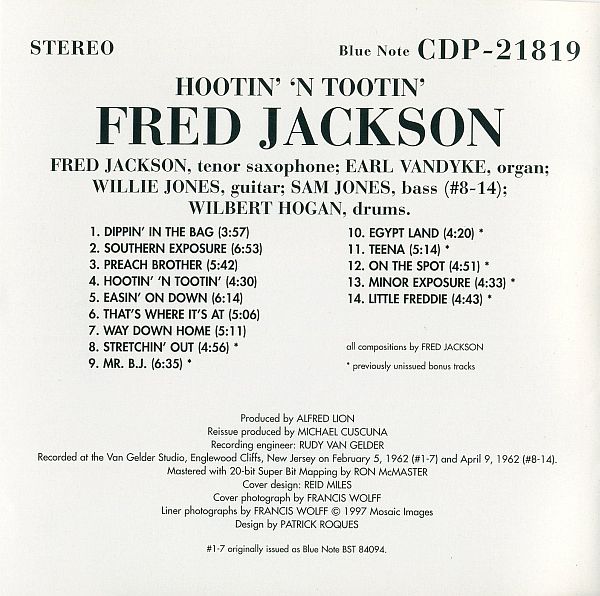 STEREO
Blue Note CDP-21819
HOOTIN' 'N TOOTIN'
FRED JACKSON
FRED JACKSON, tenor saxophone; EARL VANDYKE, organ;
WILLIE JONES, guitar; SAM JONES, bass (#8-14);
WILBERT HOGAN, drums.
1. DIPPIN' IN THE BAG (3:57)
2. SOUTHERN EXPOSURE (6:53)
3. PREACH BROTHER (5:42)
4. HOOTIN' 'N TOOTIN' (4:30)
5. EASIN' ON DOWN (6:14)
6. THAT'S WHERE IT'S AT (5:06)
7. WAY DOWN HOME (5:11)
8. STRETCHIN' OUT (4:56) *
9. MR. B.J. (6:35) *
10. EGYPT LAND (4:20) *
11. TEENA (5:14) *
12. ON THE SPOT (4:51) *
13. MINOR EXPOSURE (4:33) *
14. LITTLE FREDDIE (4:43) *
all compositions by FRED JACKSON
* previously unissued bonus tracks
Produced by ALFRED LION
Reissue produced by MICHAEL CUSCUNA
Recording engineer: RUDY VAN GELDER
Recorded at the Van Gelder Studio, Englewood Cliffs, New Jersey on February 5, 1962 (#1-7) and April 9, 1962 (#8-14).
Mastered with 20-bit Super Bit Mapping by RON McMASTER
Cover design: REID MILES
Cover photograph by FRANCIS WOLFF
Liner photographs by FRANCIS WOLFF © 1997 Mosaic Images
Design by PATRICK ROQUES
#1-7 originally issued as Blue Note BST 84094.